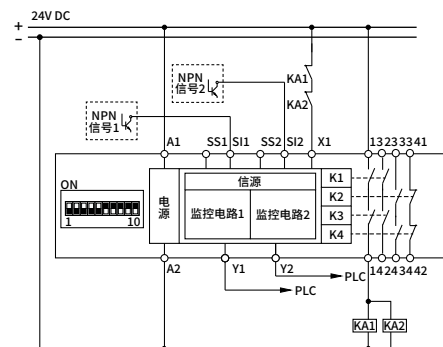 24V DC
+
−
NPN
信号2
KA1
NPN
信号1
KA2
A1
SS1
SI1
SS2
SI2
X1
13
23
33
41
ON
1
10
电源
信源
监控电路1
监控电路2
K1
K2
K3
K4
A2
Y1
Y2
PLC
PLC
14
24
34
42
KA1
KA2